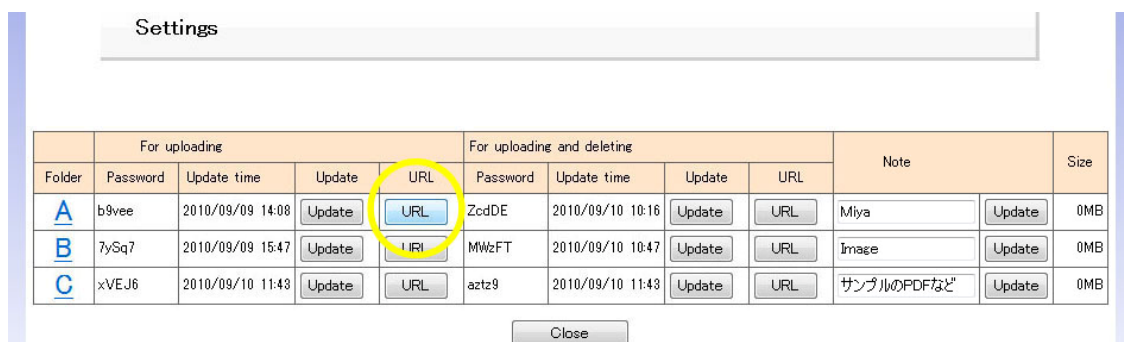 Settings
For uploading For uploading and deleting Note Size
Folder Password Update time Update URL Password Update time Update URL
A b9vee 2010/09/09 14:08 Update URL ZcdDE 2010/09/10 10:16 Update URL Miya Update 0MB
B 7ySq7 2010/09/09 15:47 Update URL MWzFT 2010/09/10 10:47 Update URL Image Update 0MB
C xVEJ6 2010/09/10 11:43 Update URL aztz9 2010/09/10 11:43 Update URL サンプルのPDFなど Update 0MB
Close